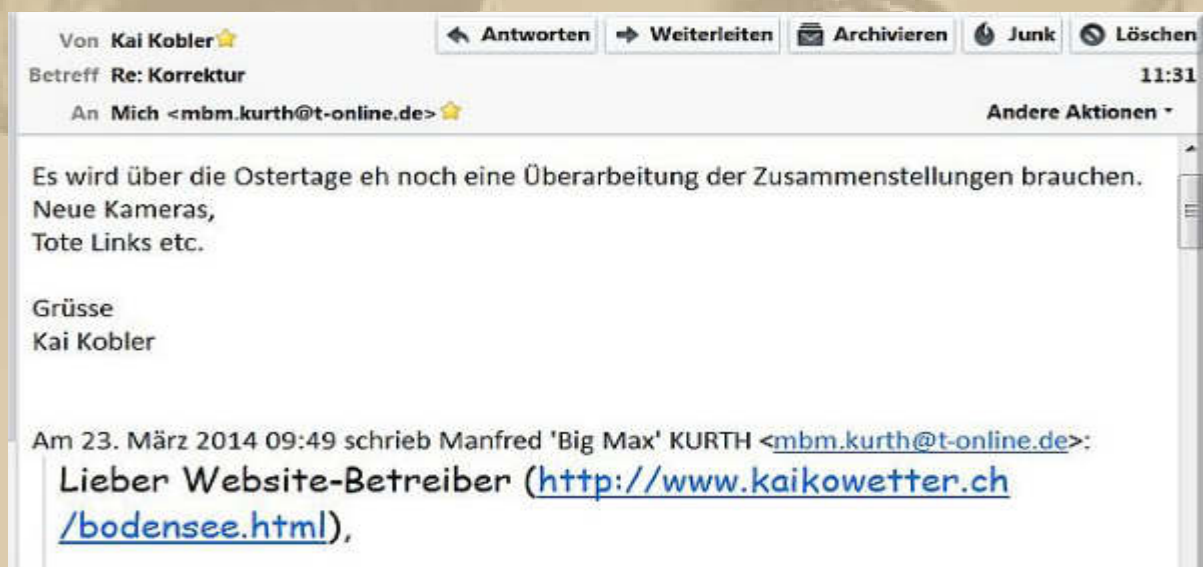 Von Kai Kobler Antworten Weiterleiten Archivieren Junk Löschen
Betreff Re: Korrektur 11:31
An Mich <mbm.kurth@t-online.de> Andere Aktionen
Es wird über die Ostertage eh noch eine Überarbeitung der Zusammenstellungen brauchen.
Neue Kameras,
Tote Links etc.
Grüsse
Kai Kobler
Am 23. März 2014 09:49 schrieb Manfred 'Big Max' KURTH <mbm.kurth@t-online.de>:
Lieber Website-Betreiber (http://www.kaikowetter.ch
/bodensee.html),